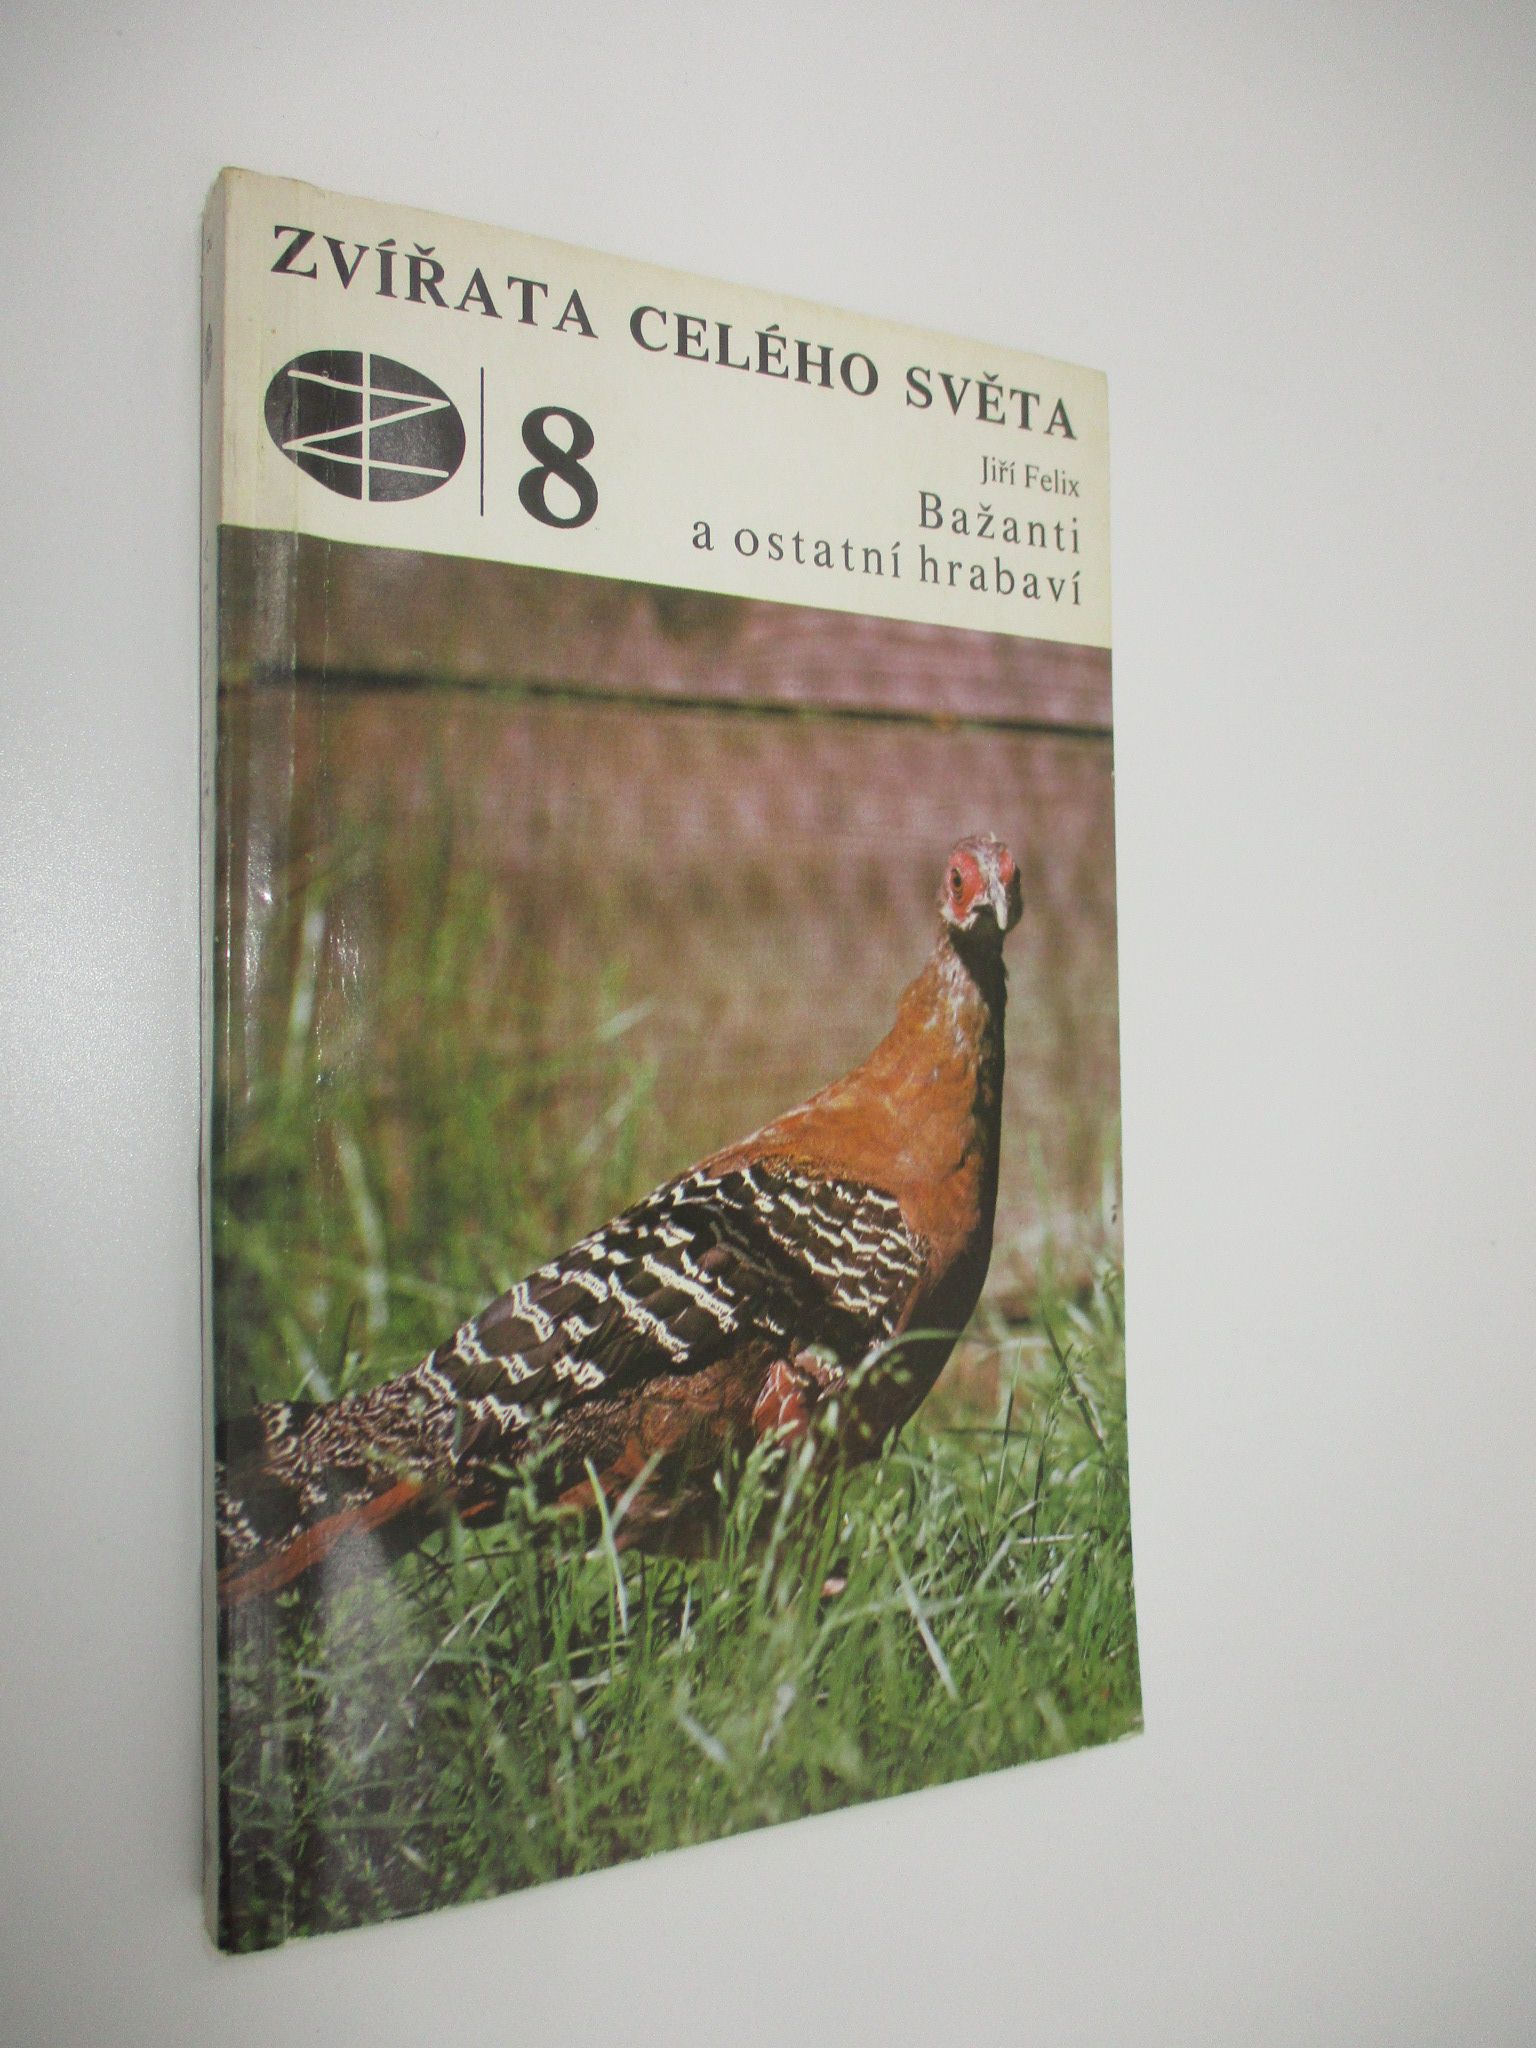 ZVÍŘATA CELÉHO SVĚTA
8
Jiří Felix
Bažanti
a ostatní hrabaví